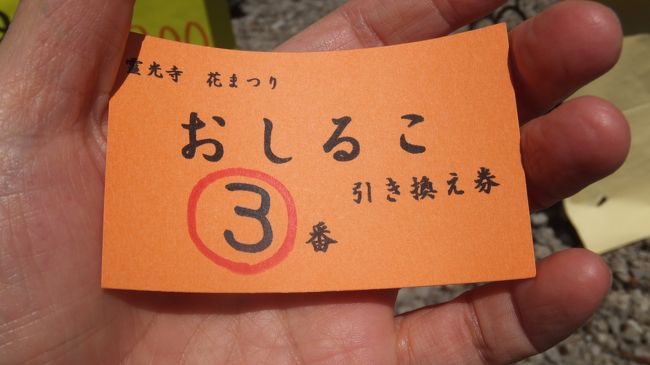 霊光寺 花まつり
おしるこ
引き換え券
3番